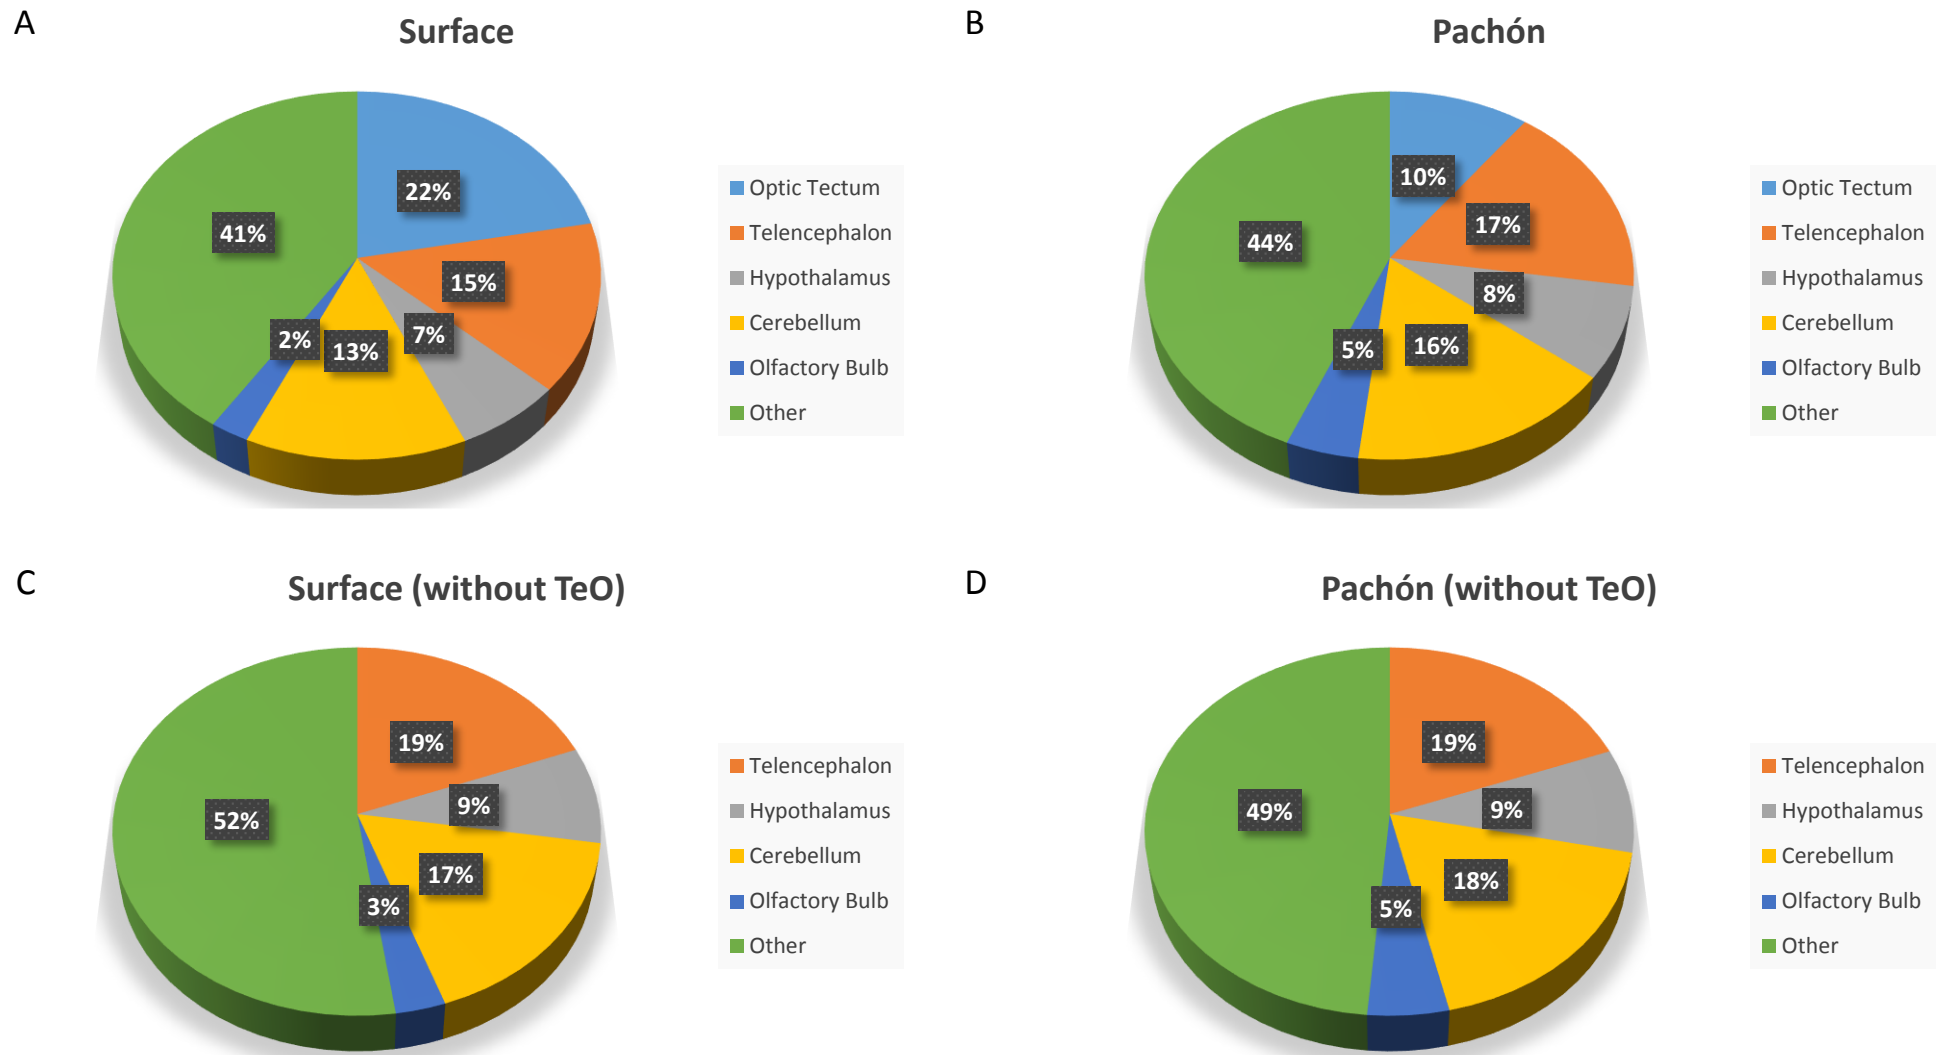 A
Surface
22%
15%
7%
13%
2%
41%
Optic Tectum
Telencephalon
Hypothalamus
Cerebellum
Olfactory Bulb
Other
B
Pachón
10%
17%
8%
16%
5%
44%
Optic Tectum
Telencephalon
Hypothalamus
Cerebellum
Olfactory Bulb
Other
C
Surface (without TeO)
19%
9%
17%
3%
52%
Telencephalon
Hypothalamus
Cerebellum
Olfactory Bulb
Other
D
Pachón (without TeO)
19%
9%
18%
5%
49%
Telencephalon
Hypothalamus
Cerebellum
Olfactory Bulb
Other